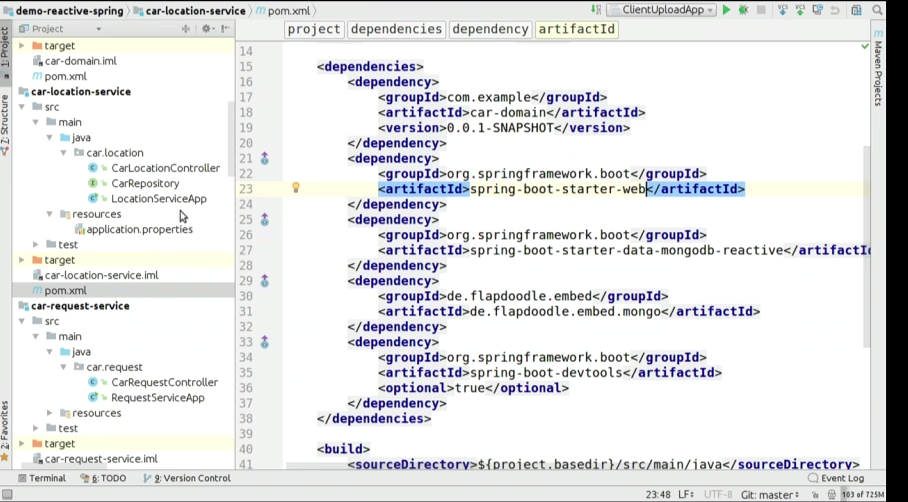 demo-reactive-spring car-location-service pom.xml ClientUploadApp
Project
project dependencies dependency artifactId
1: Project
7: Structure
2: Favorites
Maven Projects
target
car-domain.iml
pom.xml
car-location-service
src
main
java
car.location
CarLocationController
CarRepository
LocationServiceApp
resources
application.properties
test
target
car-location-service.iml
pom.xml
car-request-service
src
main
java
car.request
CarRequestController
RequestServiceApp
resources
test
target
car-request-service.iml
14
15 <dependencies>
16 <dependency>
17 <groupId>com.example</groupId>
18 <artifactId>car-domain</artifactId>
19 <version>0.0.1-SNAPSHOT</version>
20 </dependency>
21 <dependency>
22 <groupId>org.springframework.boot</groupId>
23 <artifactId>spring-boot-starter-web</artifactId>
24 </dependency>
25 <dependency>
26 <groupId>org.springframework.boot</groupId>
27 <artifactId>spring-boot-starter-data-mongodb-reactive</artifactId
28 </dependency>
29 <dependency>
30 <groupId>de.flapdoodle.embed</groupId>
31 <artifactId>de.flapdoodle.embed.mongo</artifactId>
32 </dependency>
33 <dependency>
34 <groupId>org.springframework.boot</groupId>
35 <artifactId>spring-boot-devtools</artifactId>
36 <optional>true</optional>
37 </dependency>
38 </dependencies>
39
40 <build>
41 <sourceDirectory>${project.basedir}/src/main/java</sourceDirectory>
Terminal 6: TODO 9: Version Control Event Log
23:48 LF÷ UTF-8 Git: master÷ 103 of 725M